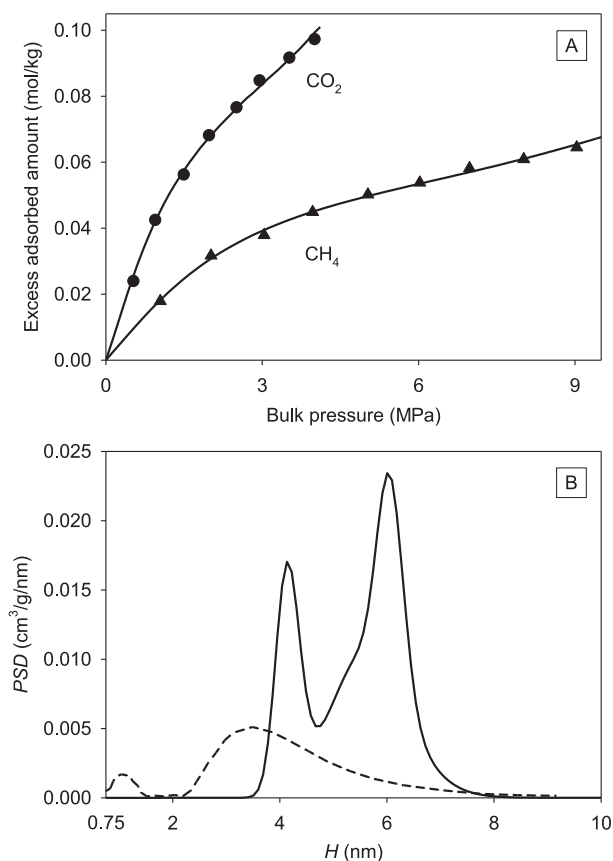 A
Excess adsorbed amount (mol/kg)
0.10
0.08
0.06
0.04
0.02
0.00
CO₂
CH₄
0 3 6 9
Bulk pressure (MPa)
B
PSD (cm³/g/nm)
0.025
0.020
0.015
0.010
0.005
0.000
0.75 2 4 6 8 10
H (nm)